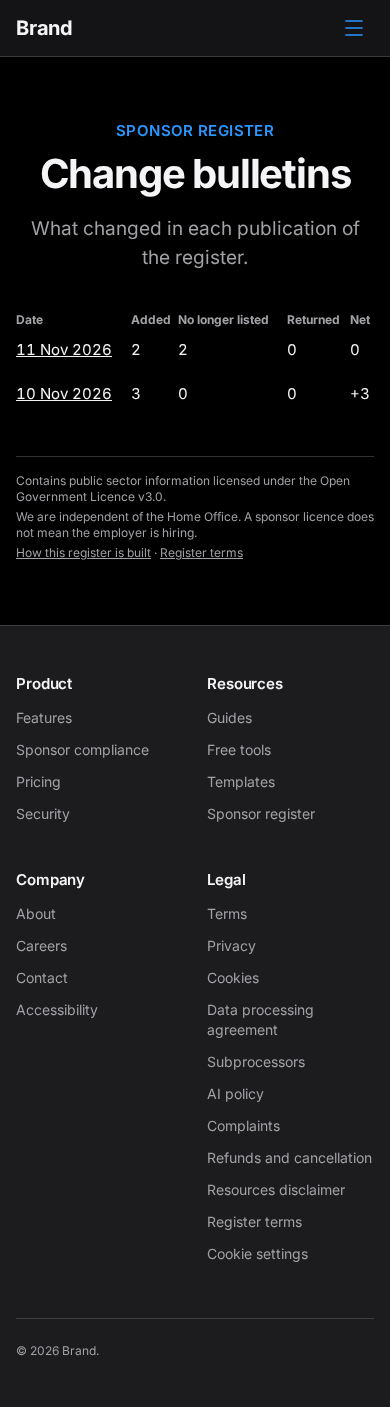 Brand
SPONSOR REGISTER
Change bulletins
What changed in each publication of
the register.
Date Added No longer listed Returned Net
11 Nov 2026 2 2 0 0
10 Nov 2026 3 0 0 +3
Contains public sector information licensed under the Open
Government Licence v3.0.
We are independent of the Home Office. A sponsor licence does
not mean the employer is hiring.
How this register is built · Register terms
Product
Features
Sponsor compliance
Pricing
Security
Resources
Guides
Free tools
Templates
Sponsor register
Company
About
Careers
Contact
Accessibility
Legal
Terms
Privacy
Cookies
Data processing
agreement
Subprocessors
AI policy
Complaints
Refunds and cancellation
Resources disclaimer
Register terms
Cookie settings
© 2026 Brand.